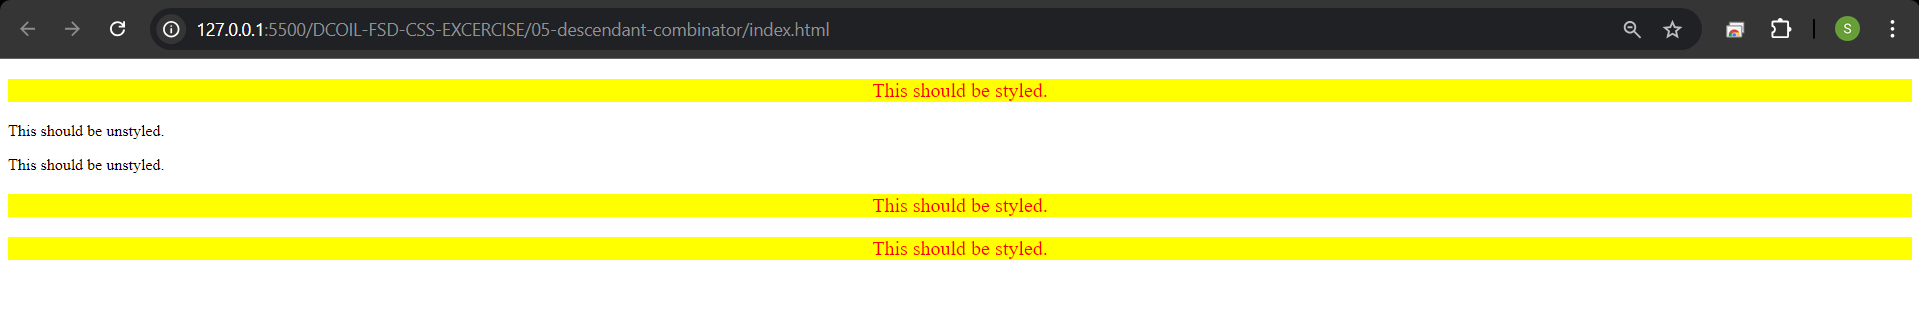 127.0.0.1:5500/DCOIL-FSD-CSS-EXCERCISE/05-descendant-combinator/index.html
S
This should be styled.
This should be unstyled.
This should be unstyled.
This should be styled.
This should be styled.